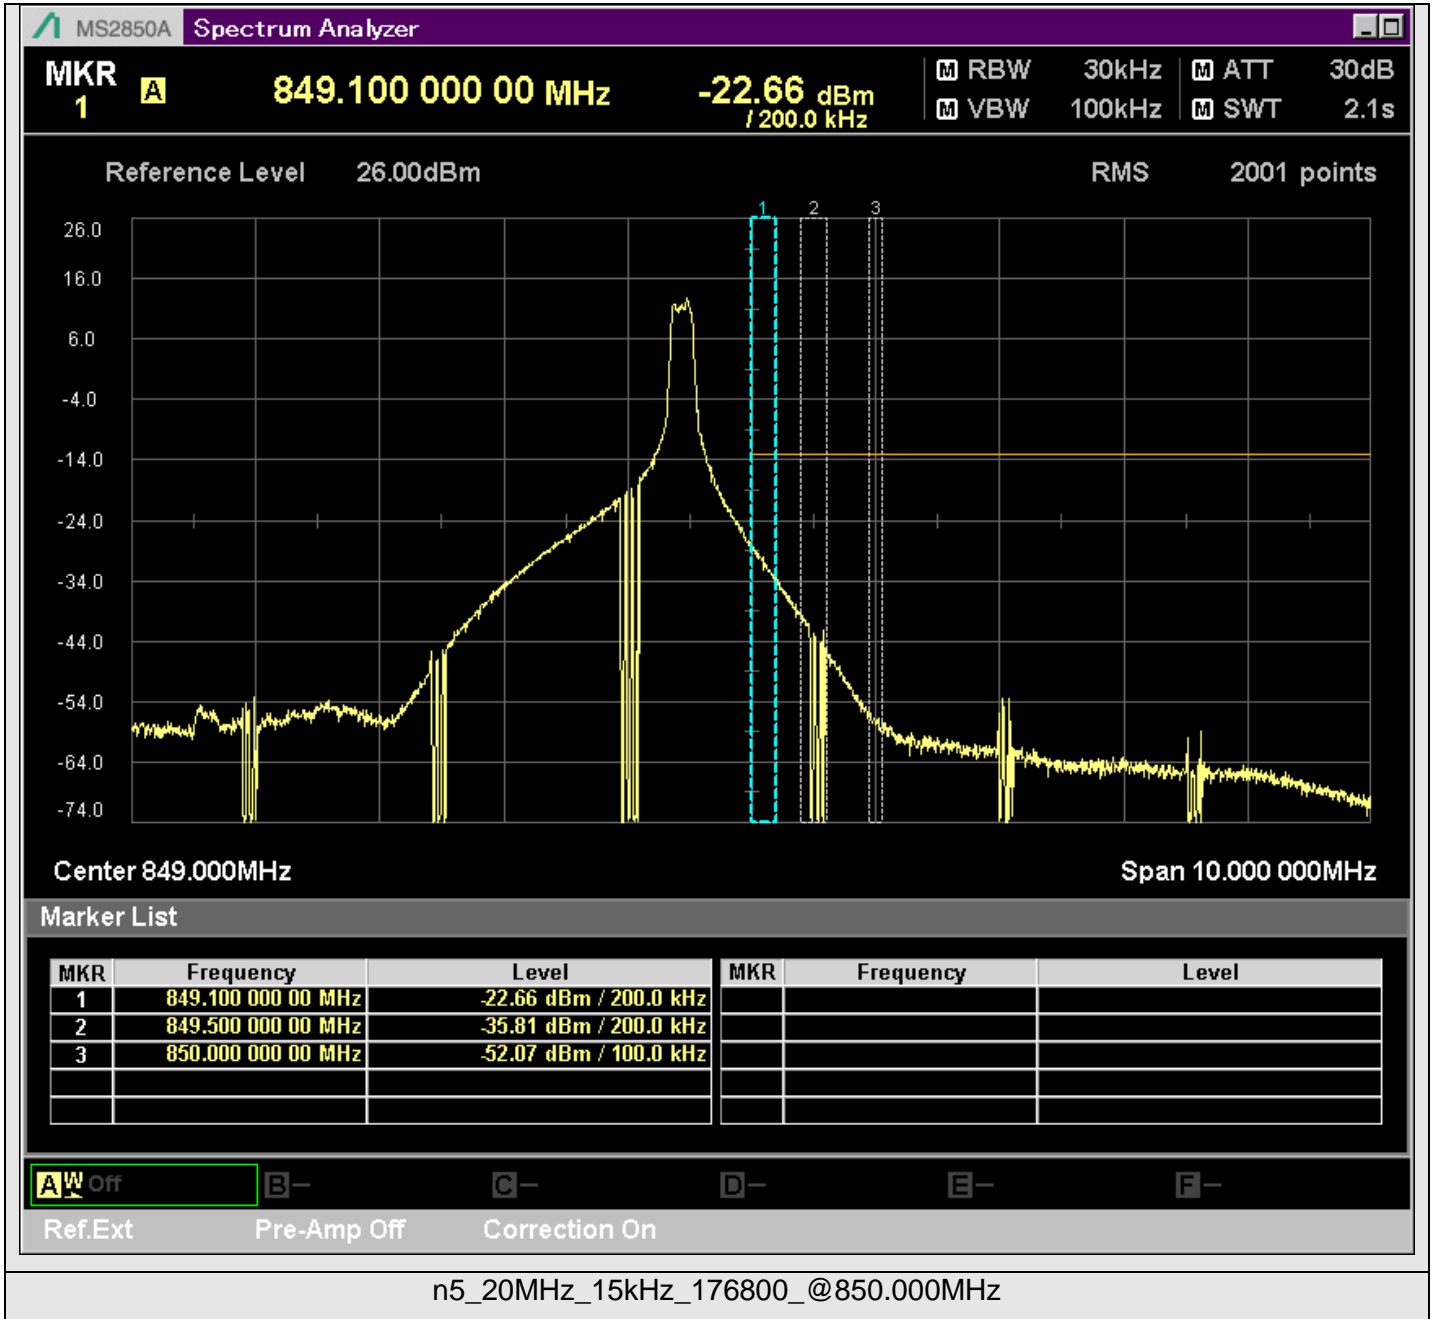 MS2850A Spectrum Analyzer
MKR 1 A 849.100 000 00 MHz -22.66 dBm / 200.0 kHz
M RBW 30kHz M ATT 30dB
M VBW 100kHz M SWT 2.1s
Reference Level 26.00dBm RMS 2001 points
1 2 3
26.0
16.0
6.0
-4.0
-14.0
-24.0
-34.0
-44.0
-54.0
-64.0
-74.0
Center 849.000MHz Span 10.000 000MHz
Marker List
MKR Frequency Level MKR Frequency Level
1 849.100 000 00 MHz -22.66 dBm / 200.0 kHz
2 849.500 000 00 MHz -35.81 dBm / 200.0 kHz
3 850.000 000 00 MHz -52.07 dBm / 100.0 kHz
A W Off B – C – D – E – F –
Ref.Ext Pre-Amp Off Correction On
n5_20MHz_15kHz_176800_@850.000MHz